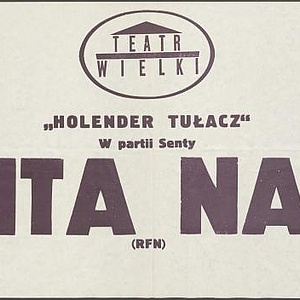 TEATR
WIELKI
„HOLENDER TUŁACZ“
W partii Senty
ITA NA
(RFN)